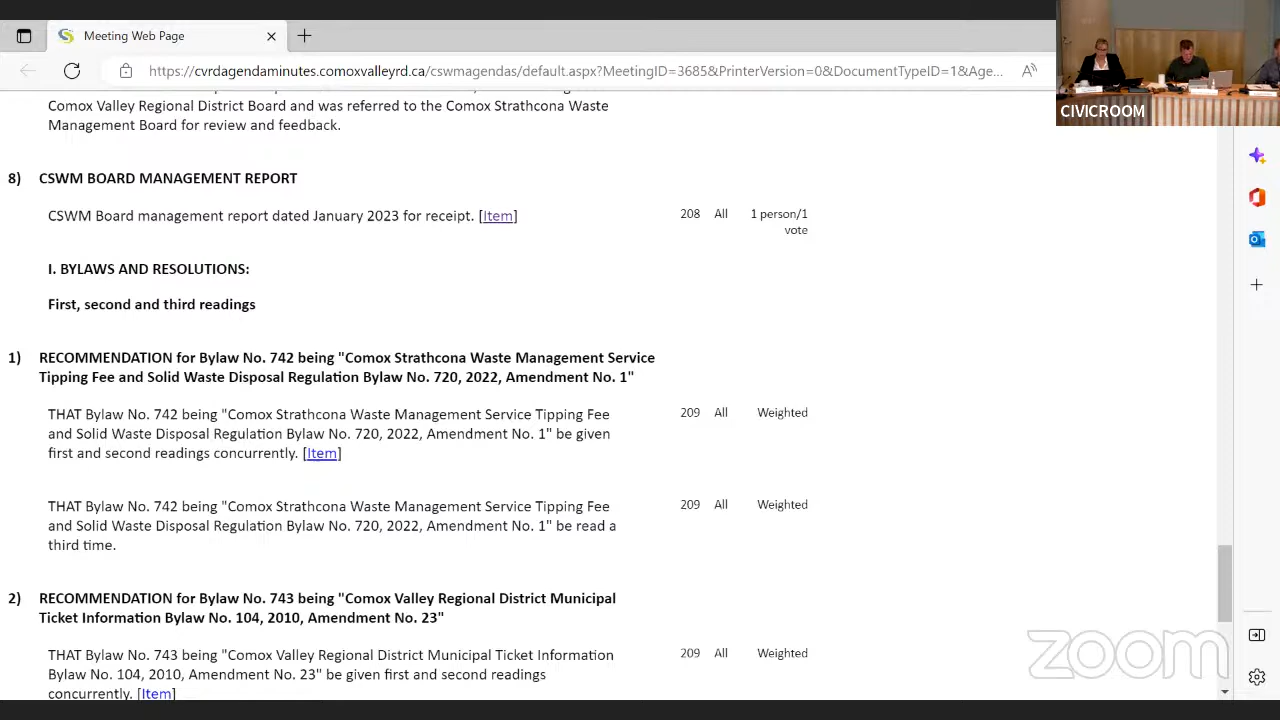 Meeting Web Page
https://cvrdagendaminutes.comoxvalleyrd.ca/cswmagendas/default.aspx?MeetingID=3685&PrinterVersion=0&DocumentTypeID=1&Age...
CIVICROOM
Comox Valley Regional District Board and was referred to the Comox Strathcona Waste
Management Board for review and feedback.
8) CSWM BOARD MANAGEMENT REPORT
CSWM Board management report dated January 2023 for receipt. [Item] 208 All 1 person/1
vote
I. BYLAWS AND RESOLUTIONS:
First, second and third readings
1) RECOMMENDATION for Bylaw No. 742 being "Comox Strathcona Waste Management Service
Tipping Fee and Solid Waste Disposal Regulation Bylaw No. 720, 2022, Amendment No. 1"
THAT Bylaw No. 742 being "Comox Strathcona Waste Management Service Tipping Fee 209 All Weighted
and Solid Waste Disposal Regulation Bylaw No. 720, 2022, Amendment No. 1" be given
first and second readings concurrently. [Item]
THAT Bylaw No. 742 being "Comox Strathcona Waste Management Service Tipping Fee 209 All Weighted
and Solid Waste Disposal Regulation Bylaw No. 720, 2022, Amendment No. 1" be read a
third time.
2) RECOMMENDATION for Bylaw No. 743 being "Comox Valley Regional District Municipal
Ticket Information Bylaw No. 104, 2010, Amendment No. 23"
THAT Bylaw No. 743 being "Comox Valley Regional District Municipal Ticket Information 209 All Weighted
Bylaw No. 104, 2010, Amendment No. 23" be given first and second readings
concurrently. [Item]
zoom